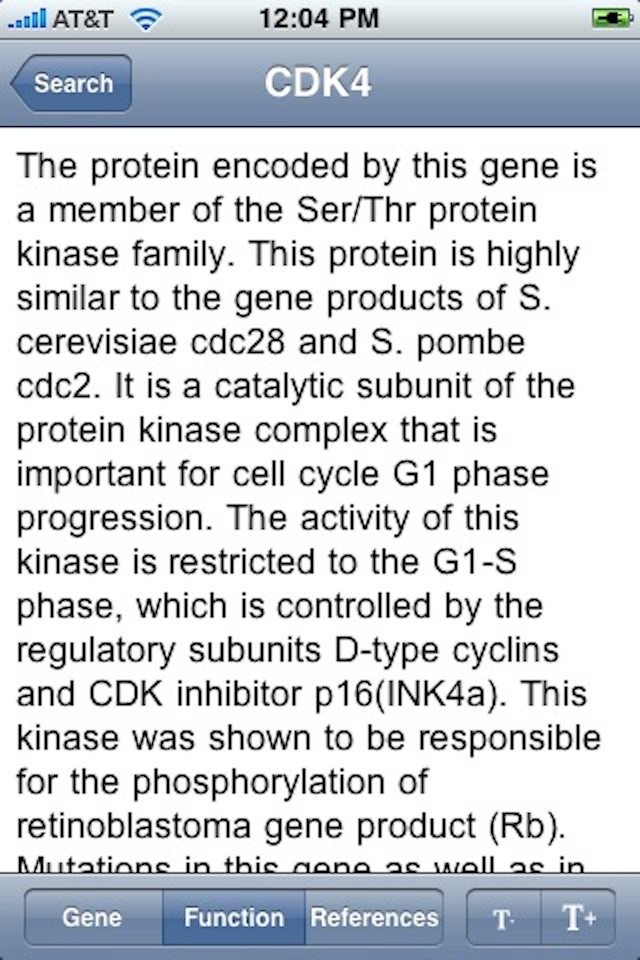 AT&T 12:04 PM
Search CDK4
The protein encoded by this gene is
a member of the Ser/Thr protein
kinase family. This protein is highly
similar to the gene products of S.
cerevisiae cdc28 and S. pombe
cdc2. It is a catalytic subunit of the
protein kinase complex that is
important for cell cycle G1 phase
progression. The activity of this
kinase is restricted to the G1-S
phase, which is controlled by the
regulatory subunits D-type cyclins
and CDK inhibitor p16(INK4a). This
kinase was shown to be responsible
for the phosphorylation of
retinoblastoma gene product (Rb).
Mutations in this gene as well as in
Gene Function References T- T+